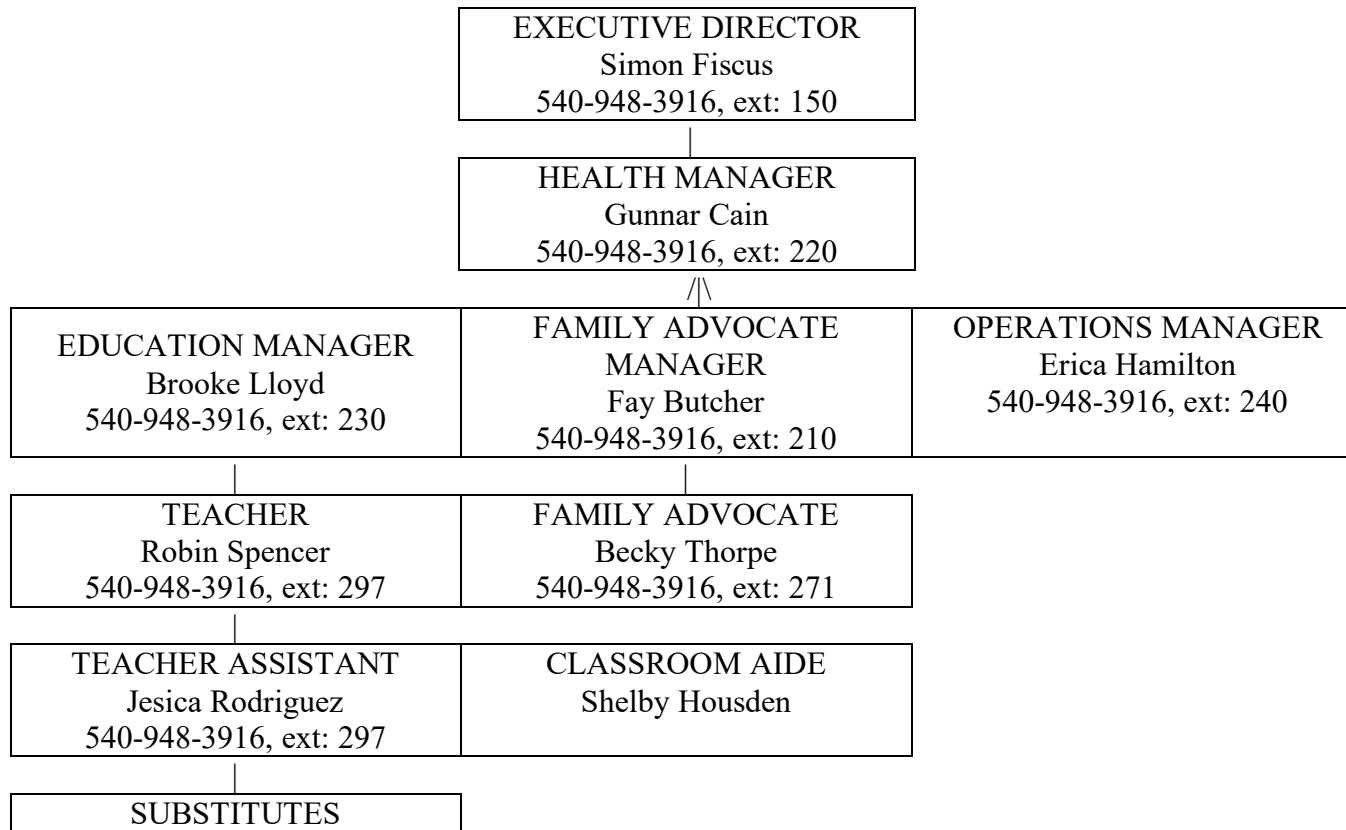 EXECUTIVE DIRECTOR
Simon Fiscus
540-948-3916, ext: 150
|
HEALTH MANAGER
Gunnar Cain
540-948-3916, ext: 220
/|\
EDUCATION MANAGER
Brooke Lloyd
540-948-3916, ext: 230
FAMILY ADVOCATE
MANAGER
Fay Butcher
540-948-3916, ext: 210
OPERATIONS MANAGER
Erica Hamilton
540-948-3916, ext: 240
| |
TEACHER
Robin Spencer
540-948-3916, ext: 297
FAMILY ADVOCATE
Becky Thorpe
540-948-3916, ext: 271
|
TEACHER ASSISTANT
Jesica Rodriguez
540-948-3916, ext: 297
CLASSROOM AIDE
Shelby Housden
|
SUBSTITUTES